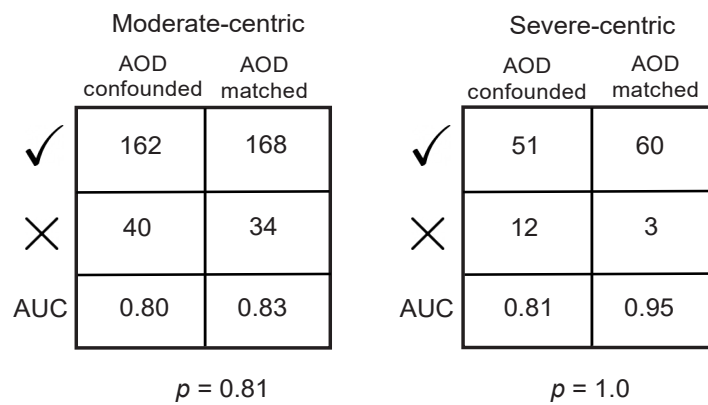 Moderate-centric
AOD confounded AOD matched
✓ 162 168
✕ 40 34
AUC 0.80 0.83
p = 0.81
Severe-centric
AOD confounded AOD matched
✓ 51 60
✕ 12 3
AUC 0.81 0.95
p = 1.0